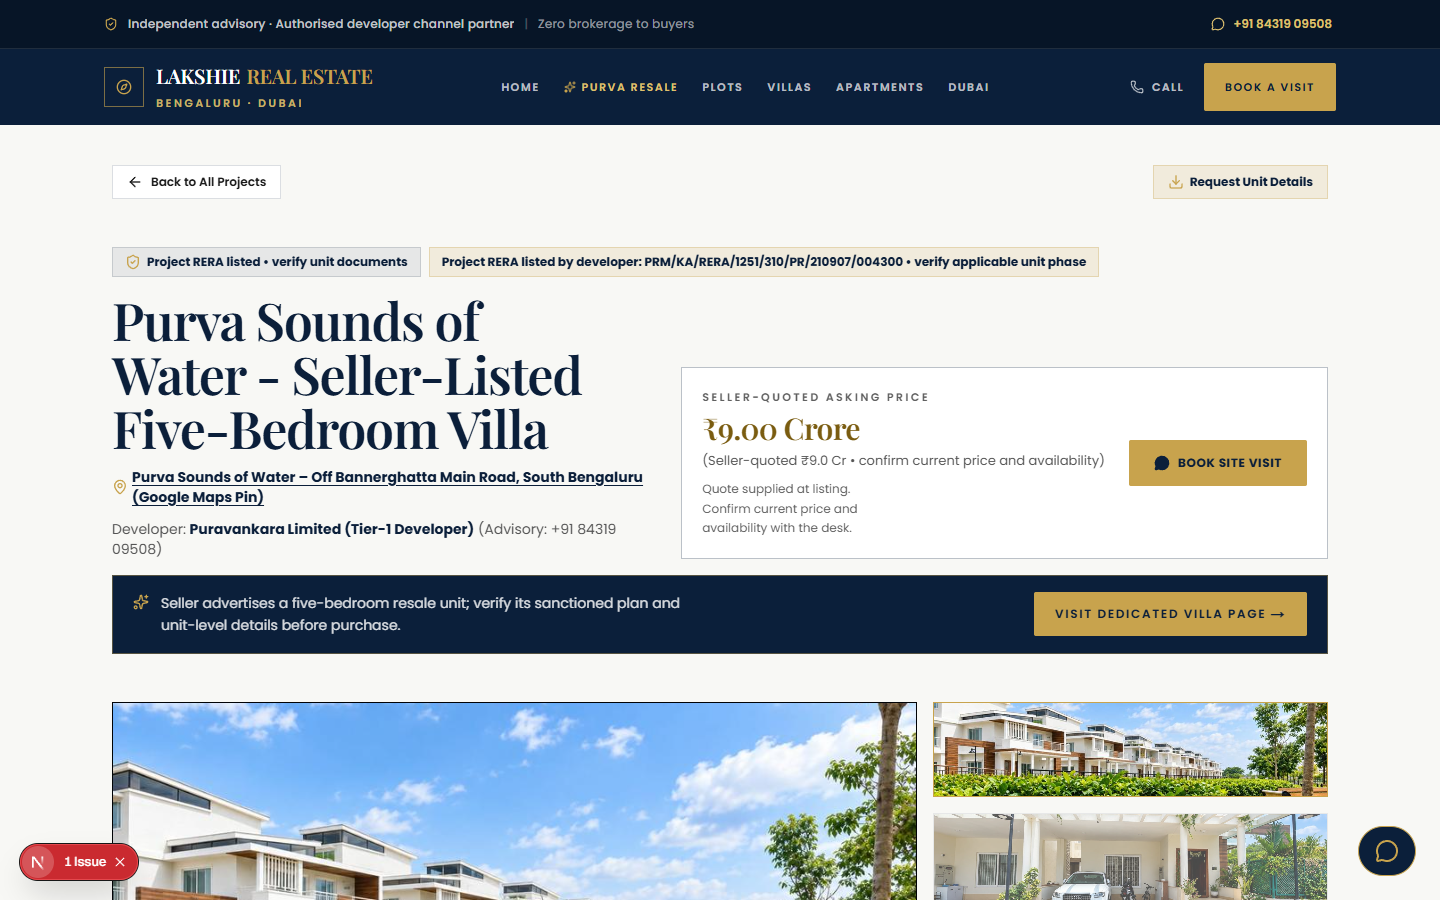 Independent advisory · Authorised developer channel partner | Zero brokerage to buyers
+91 84319 09508
LAKSHIE REAL ESTATE
BENGALURU · DUBAI
HOME
PURVA RESALE
PLOTS
VILLAS
APARTMENTS
DUBAI
CALL
BOOK A VISIT
Back to All Projects
Request Unit Details
Project RERA listed • verify unit documents
Project RERA listed by developer: PRM/KA/RERA/1251/310/PR/210907/004300 • verify applicable unit phase
Purva Sounds of
Water - Seller-Listed
Five-Bedroom Villa
Purva Sounds of Water – Off Bannerghatta Main Road, South Bengaluru
(Google Maps Pin)
Developer: Puravankara Limited (Tier-1 Developer) (Advisory: +91 84319
09508)
SELLER-QUOTED ASKING PRICE
₹9.00 Crore
(Seller-quoted ₹9.0 Cr • confirm current price and availability)
Quote supplied at listing.
Confirm current price and
availability with the desk.
BOOK SITE VISIT
Seller advertises a five-bedroom resale unit; verify its sanctioned plan and
unit-level details before purchase.
VISIT DEDICATED VILLA PAGE →
N
1 Issue